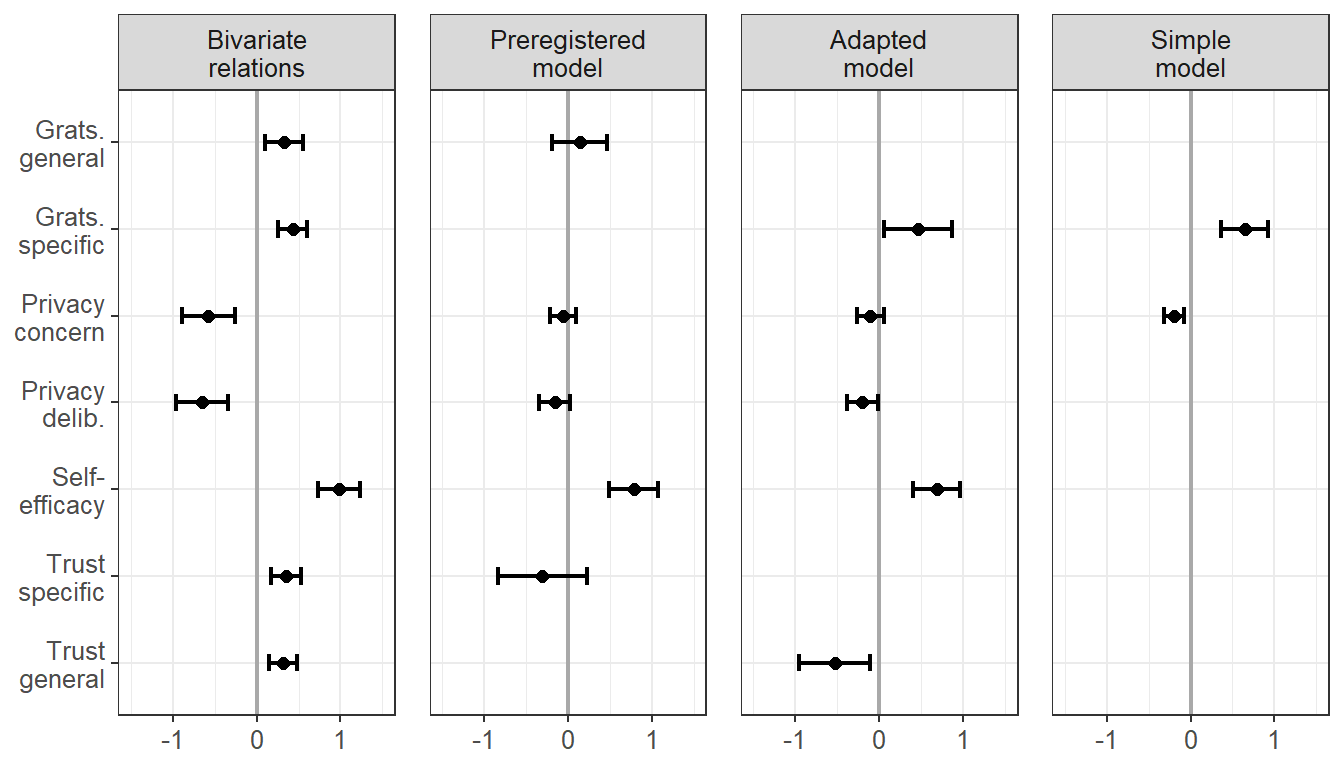 Bivariate
relations
Preregistered
model
Adapted
model
Simple
model
Grats.
general
Grats.
specific
Privacy
concern
Privacy
delib.
Self-
efficacy
Trust
specific
Trust
general
-1 0 1 -1 0 1 -1 0 1 -1 0 1